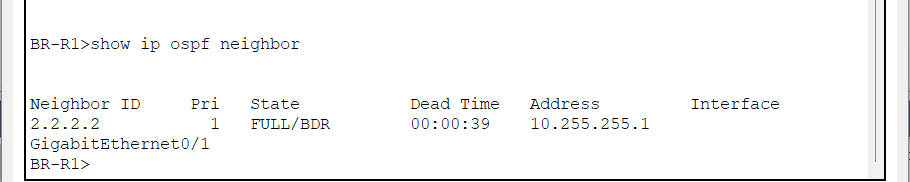 BR-R1>show ip ospf neighbor
Neighbor ID     Pri   State           Dead Time   Address         Interface
2.2.2.2           1   FULL/BDR        00:00:39    10.255.255.1
GigabitEthernet0/1
BR-R1>